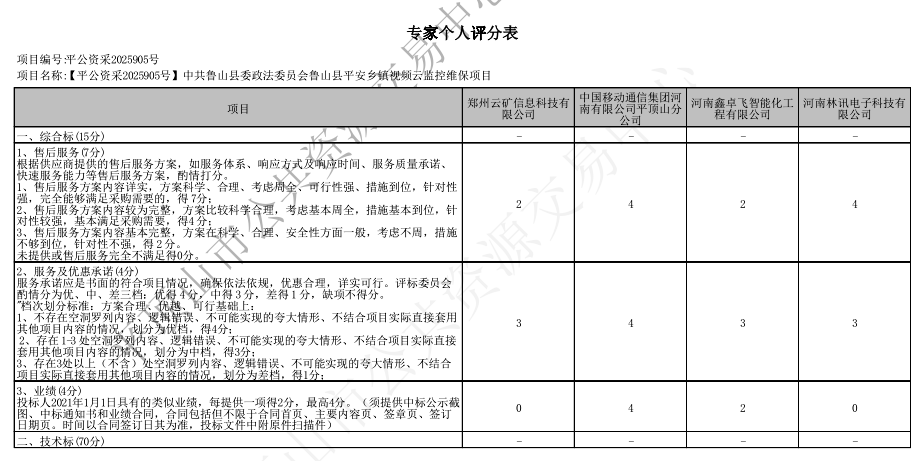 专家个人评分表
项目编号:平公资采2025905号
项目名称:【平公资采2025905号】中共鲁山县委政法委员会鲁山县平安乡镇视频云监控维保项目
项目
郑州云矿信息科技有限公司
中国移动通信集团河南有限公司平顶山分公司
河南鑫卓飞智能化工程有限公司
河南林讯电子科技有限公司
一、综合标(15分) - - - -
1、售后服务(7分)
根据供应商提供的售后服务方案，如服务体系、响应方式及响应时间、服务质量承诺、
快速服务能力等售后服务方案，酌情打分。
1、售后服务方案内容详实，方案科学、合理、考虑周全、可行性强、措施到位，针对性
强，完全能够满足采购需要的，得 7分；
2、售后服务方案内容较为完整，方案比较科学合理，考虑基本周全，措施基本到位，针
对性较强，基本满足采购需要，得4分；
3、售后服务方案内容基本完整，方案在科学、合理、安全性方面一般，考虑不周，措施
不够到位，针对性不强，得 2 分。
未提供或售后服务完全不满足得0分。
2 4 2 4
2、服务及优惠承诺(4分)
服务承诺应是书面的符合项目情况，确保依法依规，优惠合理，详实可行。评标委员会
酌情分为优、中、差三档：优得 4 分，中得 3 分，差得 1 分，缺项不得分。
"档次划分标准：方案合理、优越、可行基础上；
1、不存在空洞罗列内容、逻辑错误、不可能实现的夸大情形、不结合项目实际直接套用
其他项目内容的情况，划分为优档，得4分；
2、存在 1-3 处空洞罗列内容、逻辑错误、不可能实现的夸大情形、不结合项目实际直接
套用其他项目内容的情况，划分为中档，得3分；
3、存在3处以上（不含）处空洞罗列内容、逻辑错误、不可能实现的夸大情形、不结合
项目实际直接套用其他项目内容的情况，划分为差档，得1分；
3 4 3 3
3、业绩(4分)
投标人2021年1月1日具有的类似业绩，每提供一项得2分，最高4分。（须提供中标公示截
图、中标通知书和业绩合同，合同包括但不限于合同首页、主要内容页、签章页、签订
日期页。时间以合同签订日其为准，投标文件中附原件扫描件）
0 4 2 0
二、技术标(70分) - - - -